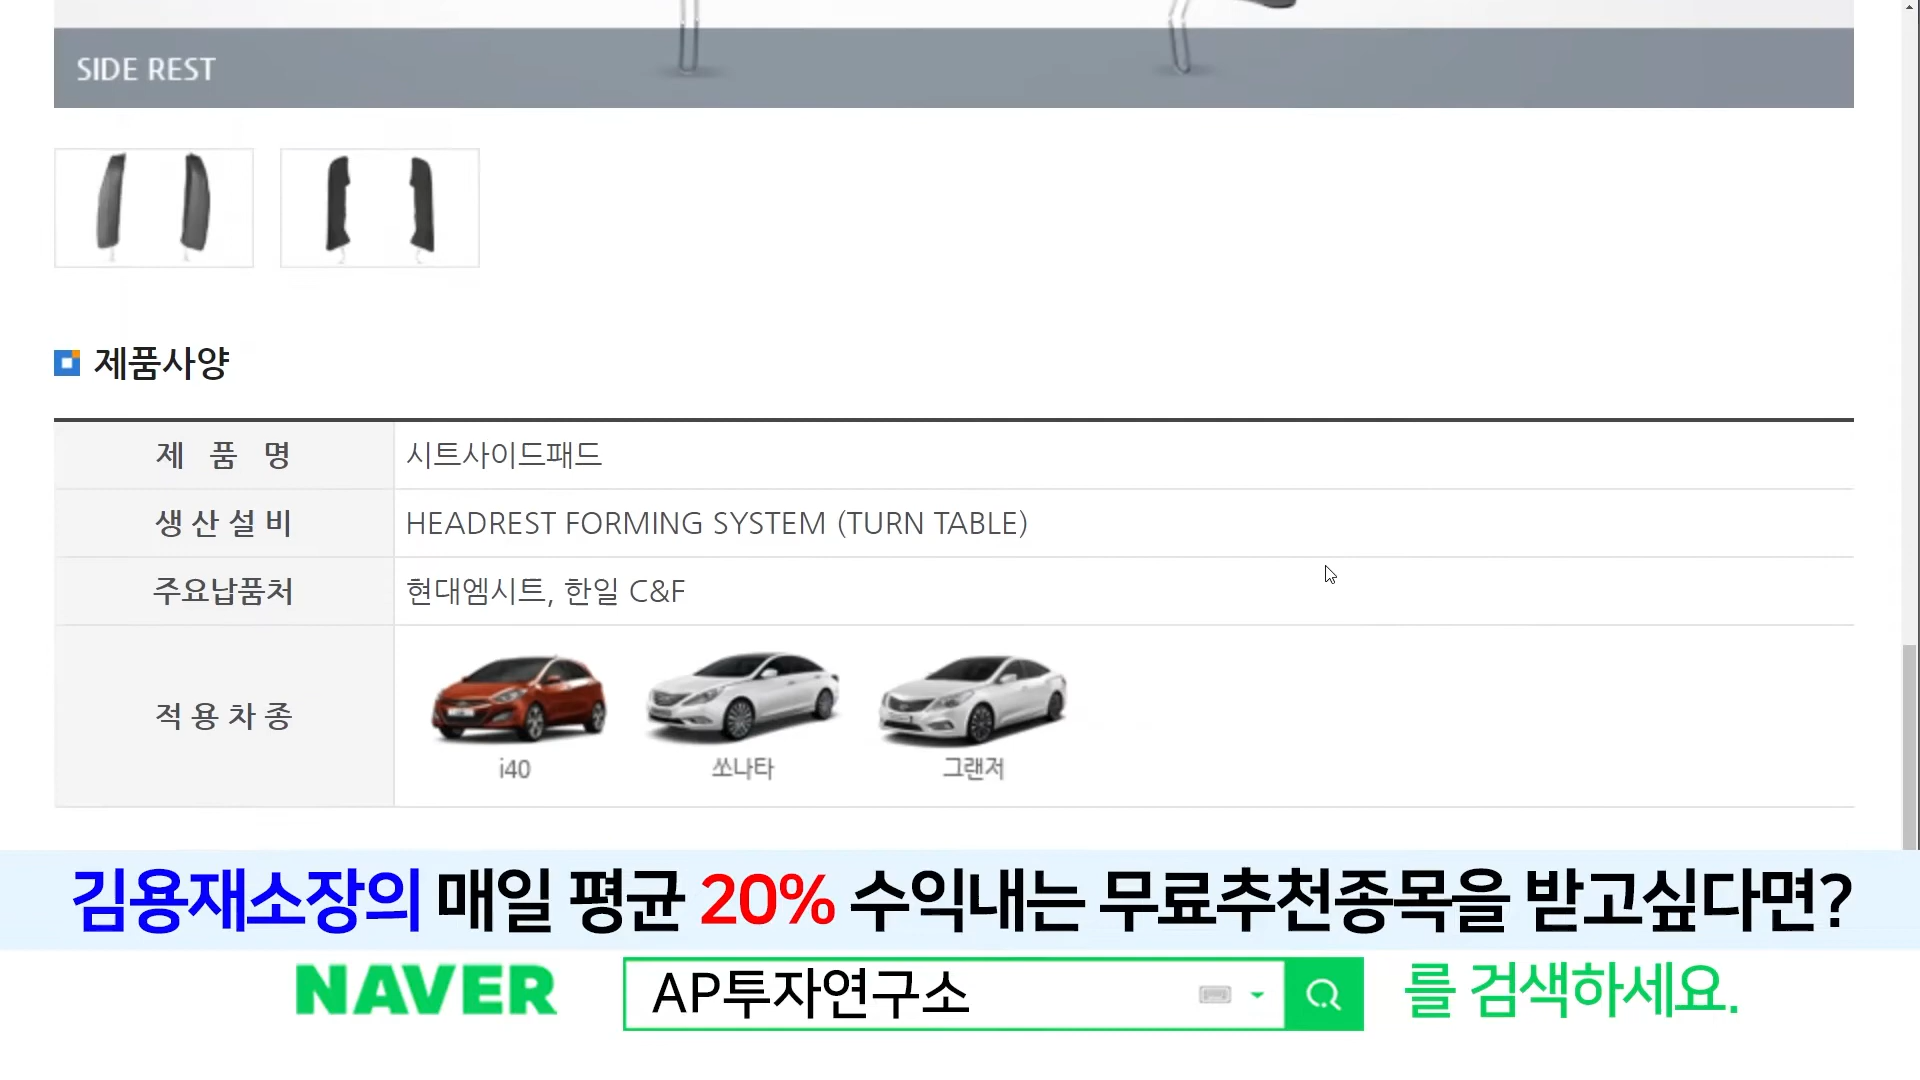 SIDE REST
제품사양
제 품 명 시트사이드패드
생 산 설 비 HEADREST FORMING SYSTEM (TURN TABLE)
주요납품처 현대엠시트, 한일 C&F
적 용 차 종
i40 쏘나타 그랜저
김용재소장의 매일 평균 20% 수익내는 무료추천종목을 받고싶다면?
NAVER AP투자연구소 를 검색하세요.